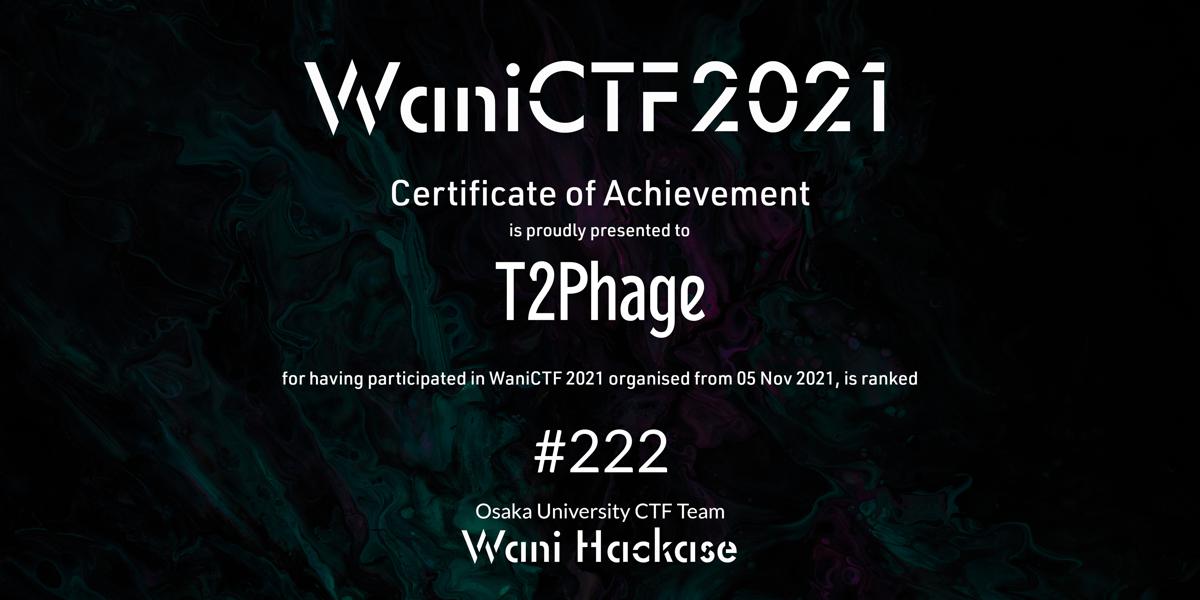 WaniCTF2021
Certificate of Achievement
is proudly presented to
T2Phage
for having participated in WaniCTF 2021 organised from 05 Nov 2021, is ranked
#222
Osaka University CTF Team
Wani Hackase